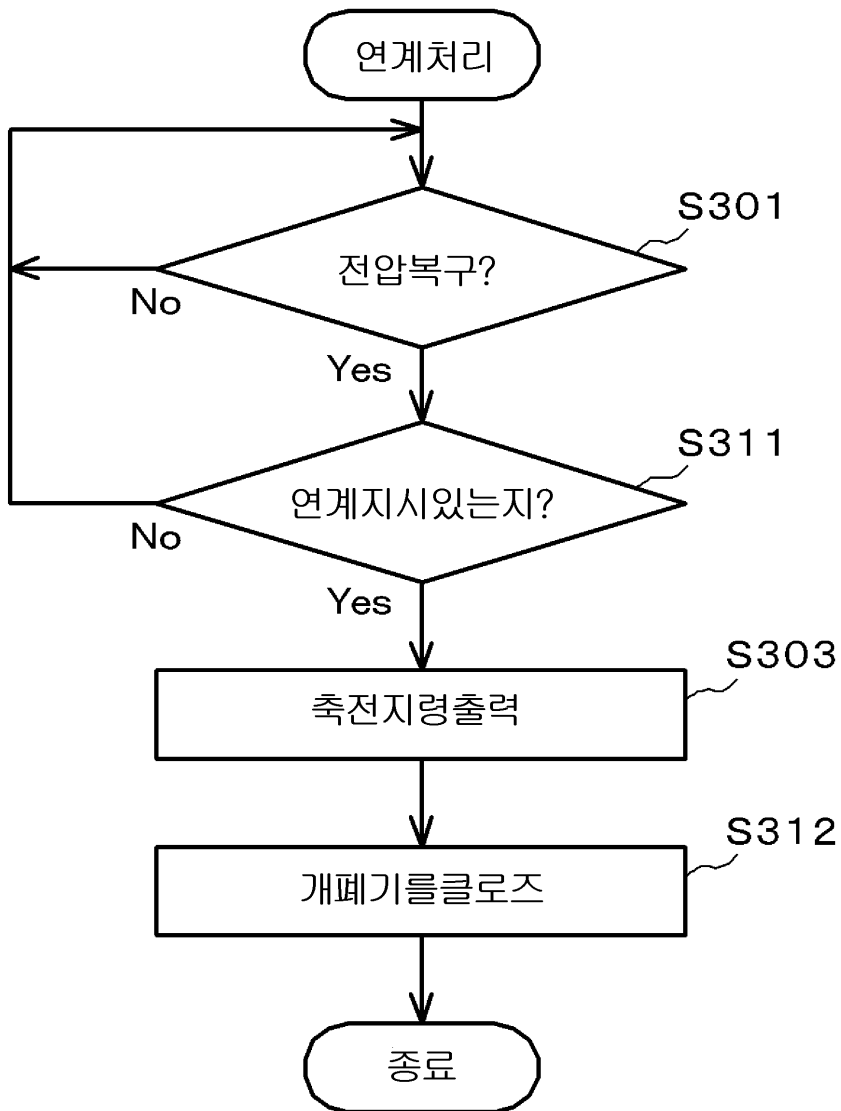 연계처리
S301
전압복구?
No
Yes
S311
연계지시있는지?
No
Yes
S303
축전지령출력
S312
개폐기를클로즈
종료